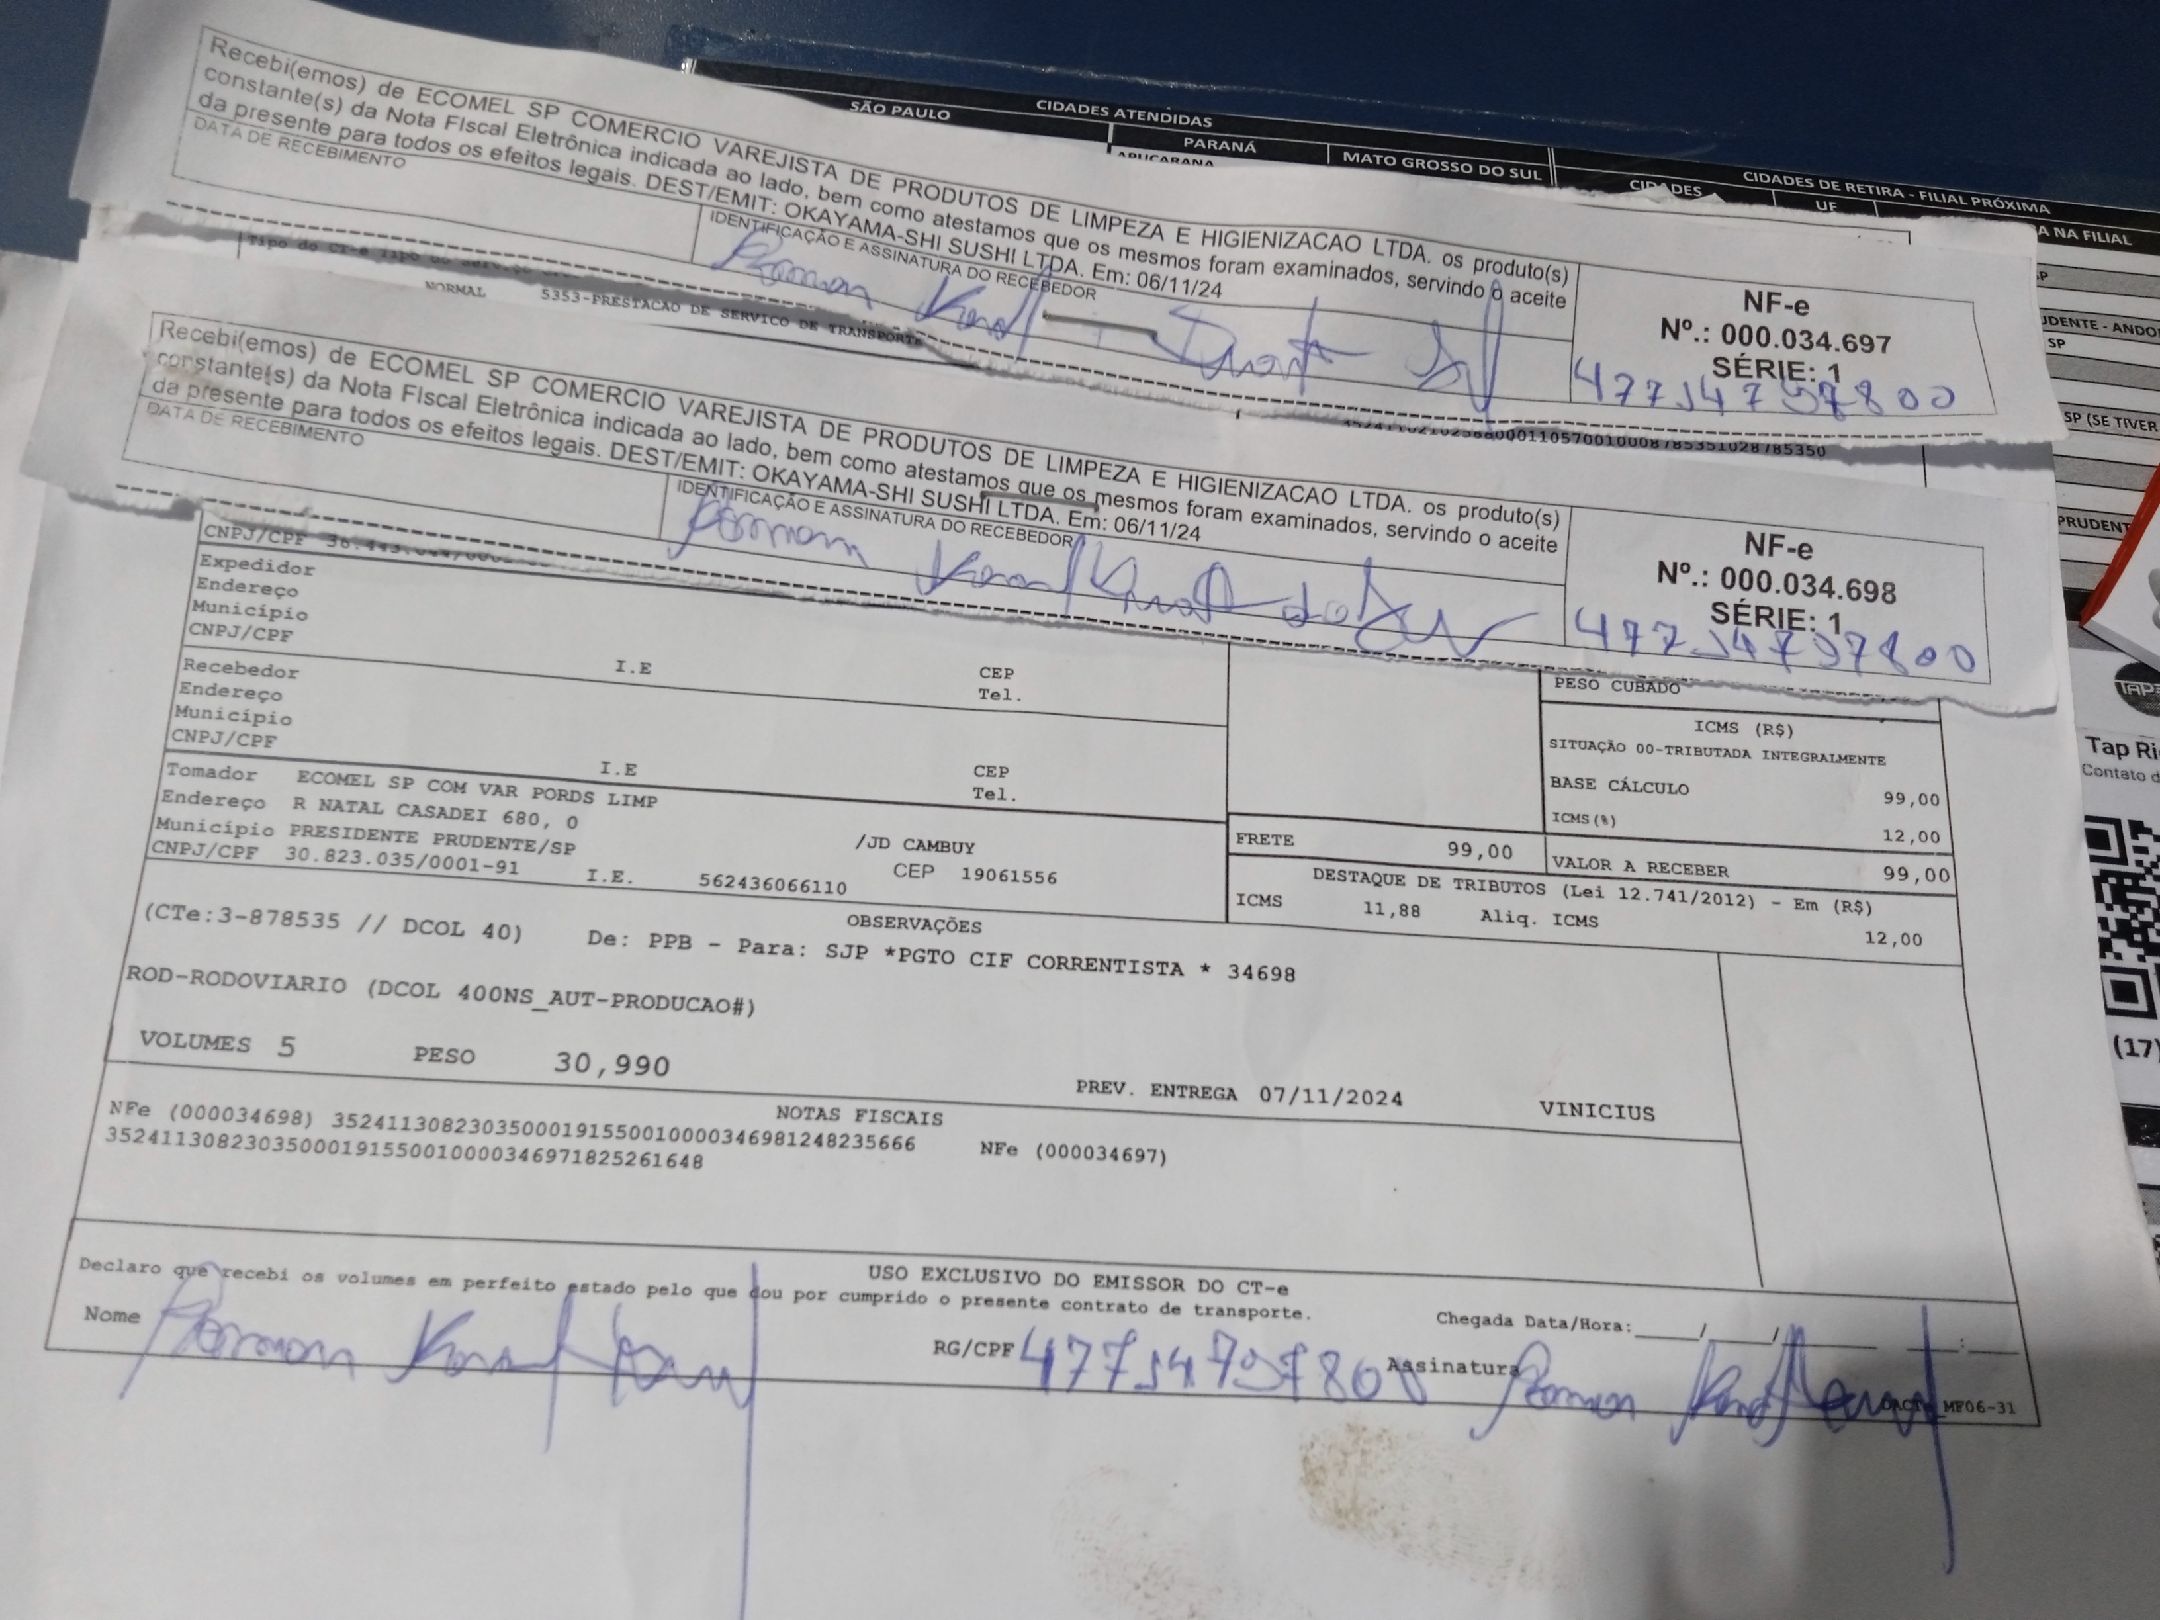 CIDADES ATENDIDAS
SÃO PAULO
PARANÁ
MATO GROSSO DO SUL
CIDADES
CIDADES DE RETIRA - FILIAL PRÓXIMA
UF
A NA FILIAL
APUCARANA
Recebi(emos) de ECOMEL SP COMERCIO VAREJISTA DE PRODUTOS DE LIMPEZA E HIGIENIZACAO LTDA. os produto(s)
constante(s) da Nota FIscal Eletrônica indicada ao lado, bem como atestamos que os mesmos foram examinados, servindo o aceite
da presente para todos os efeitos legais. DEST/EMIT: OKAYAMA-SHI SUSHI LTDA. Em: 06/11/24
DATA DE RECEBIMENTO
IDENTIFICAÇÃO E ASSINATURA DO RECEBEDOR
NF-e
Nº.: 000.034.697
SÉRIE: 1
NORMAL 5353-PRESTACAO DE SERVICO DE TRANSPORTE
Recebi(emos) de ECOMEL SP COMERCIO VAREJISTA DE PRODUTOS DE LIMPEZA E HIGIENIZACAO LTDA. os produto(s)
constante(s) da Nota FIscal Eletrônica indicada ao lado, bem como atestamos que os mesmos foram examinados, servindo o aceite
da presente para todos os efeitos legais. DEST/EMIT: OKAYAMA-SHI SUSHI LTDA. Em: 06/11/24
DATA DE RECEBIMENTO
IDENTIFICAÇÃO E ASSINATURA DO RECEBEDOR
NF-e
Nº.: 000.034.698
SÉRIE: 1
CNPJ/CPF
Expedidor
Endereço
Município
CNPJ/CPF
I.E
CEP
Tel.
Recebedor
Endereço
Município
CNPJ/CPF
I.E
CEP
Tel.
Tomador ECOMEL SP COM VAR PORDS LIMP
Endereço R NATAL CASADEI 680, 0 /JD CAMBUY
Município PRESIDENTE PRUDENTE/SP CEP 19061556
CNPJ/CPF 30.823.035/0001-91 I.E. 562436066110
PESO CUBADO
ICMS (R$)
SITUAÇÃO 00-TRIBUTADA INTEGRALMENTE
BASE CÁLCULO 99,00
ICMS(%) 12,00
FRETE 99,00
VALOR A RECEBER 99,00
DESTAQUE DE TRIBUTOS (Lei 12.741/2012) - Em (R$)
ICMS 11,88 Aliq. ICMS 12,00
OBSERVAÇÕES
(CTe:3-878535 // DCOL 40) De: PPB - Para: SJP *PGTO CIF CORRENTISTA * 34698
ROD-RODOVIARIO (DCOL 400NS_AUT-PRODUCAO#)
VOLUMES 5 PESO 30,990 PREV. ENTREGA 07/11/2024 VINICIUS
NOTAS FISCAIS
NFe (000034698) 35241130823035000191550010000346981248235666 NFe (000034697)
35241130823035000191550010000346971825261648
USO EXCLUSIVO DO EMISSOR DO CT-e
Declaro que recebi os volumes em perfeito estado pelo que dou por cumprido o presente contrato de transporte.
Chegada Data/Hora:_____/_____/_____ ____:____
Nome
RG/CPF
Assinatura
MF06-31
Tap Ri
Contato d
(17)